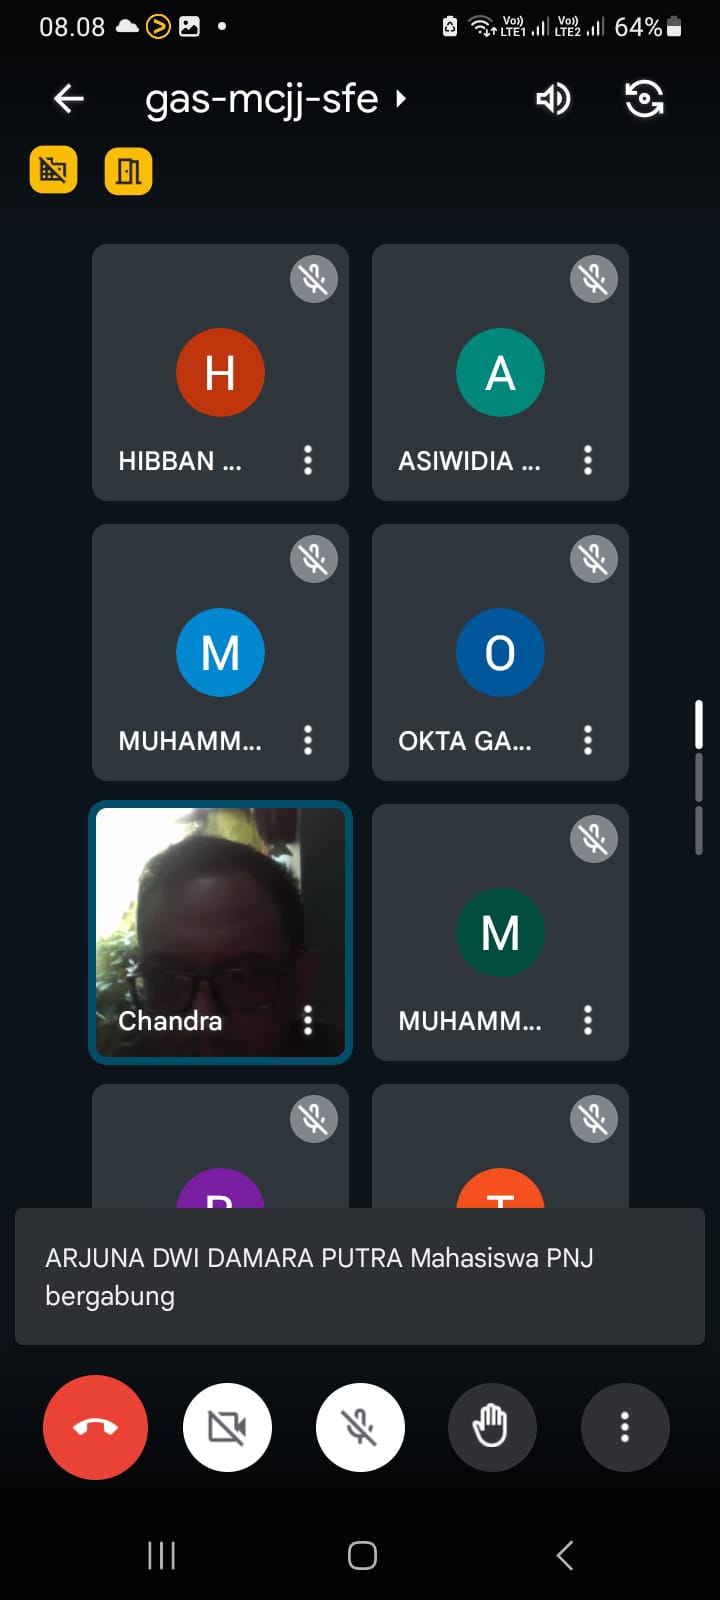 08.08
Vo)) LTE1
Vo)) LTE2
64%
gas-mcjj-sfe
H
A
HIBBAN ...
ASIWIDIA ...
M
O
MUHAMM...
OKTA GA...
M
Chandra
MUHAMM...
T
ARJUNA DWI DAMARA PUTRA Mahasiswa PNJ
bergabung